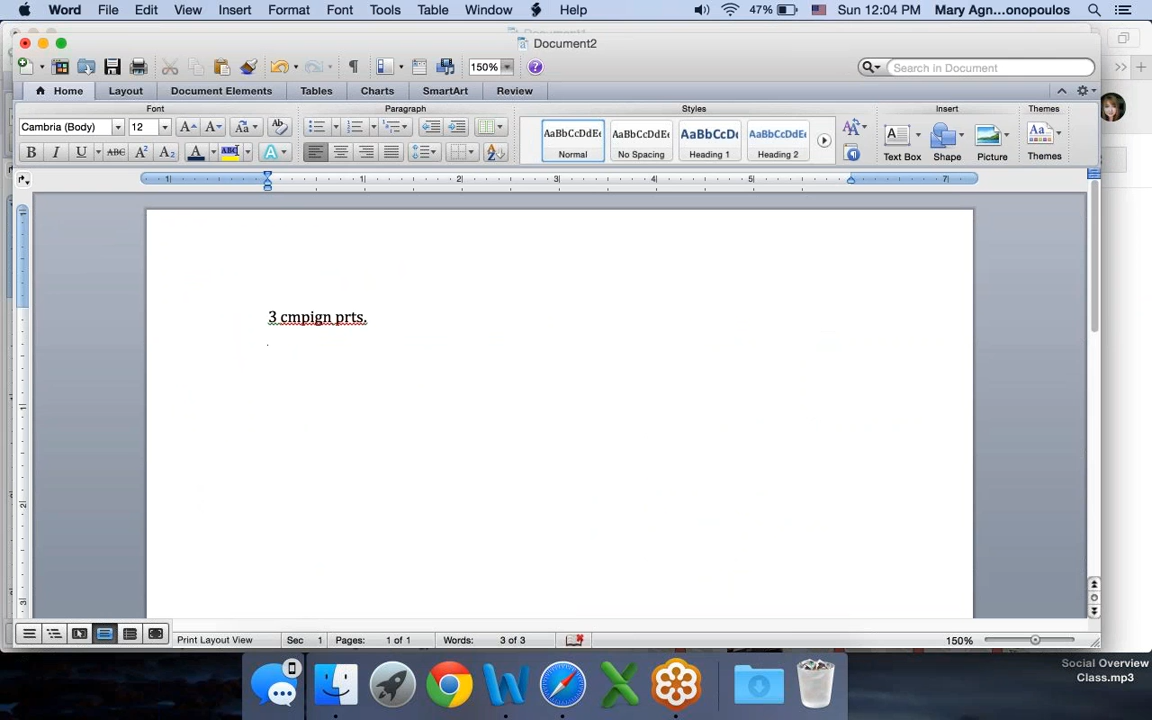 Word File Edit View Insert Format Font Tools Table Window Help 47% Sun 12:04 PM Mary Agn...onopoulos
Document2
150% Search in Document
Home Layout Document Elements Tables Charts SmartArt Review
Font Paragraph Styles Insert Themes
Cambria (Body) 12
AaBbCcDdEe AaBbCcDdEe AaBbCcDc AaBbCcDdEe
Normal No Spacing Heading 1 Heading 2 Text Box Shape Picture Themes
3 cmpign prts.
Print Layout View Sec 1 Pages: 1 of 1 Words: 3 of 3 150%
Social Overview
Class.mp3